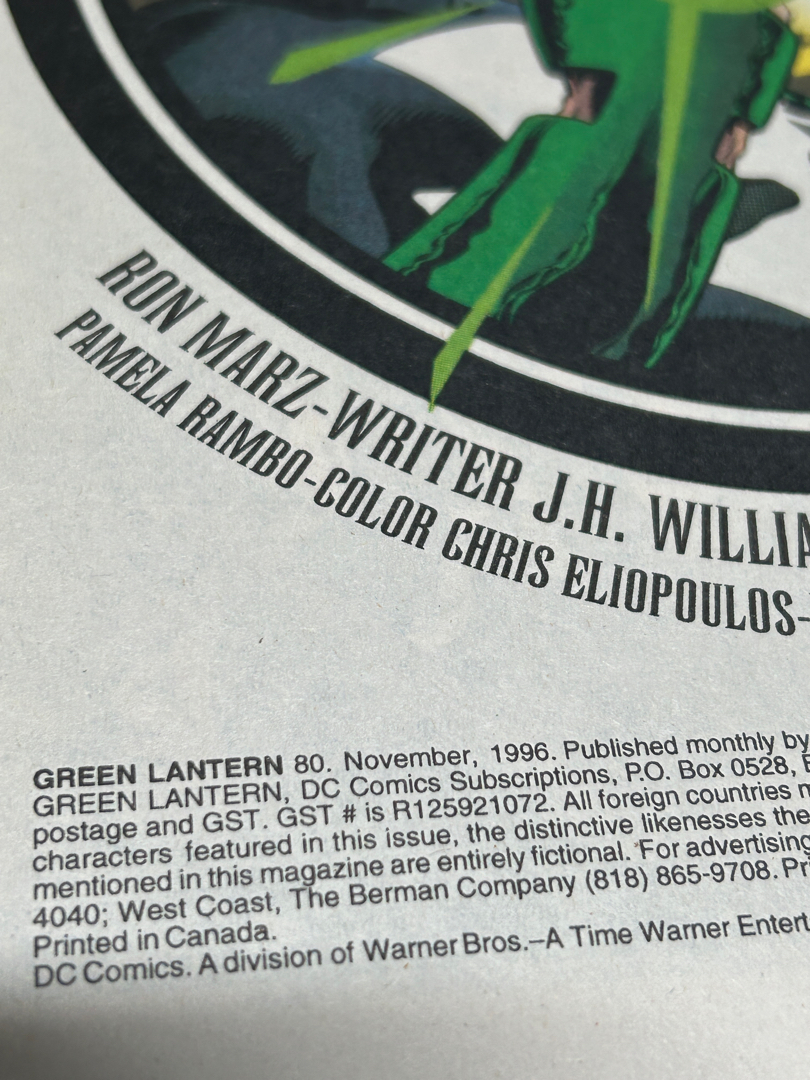 RON MARZ-WRITER J.H. WILLIA
PAMELA RAMBO-COLOR CHRIS ELIOPOULOS-
GREEN LANTERN 80. November, 1996. Published monthly by
GREEN LANTERN, DC Comics Subscriptions, P.O. Box 0528,
postage and GST. GST # is R125921072. All foreign countries
characters featured in this issue, the distinctive likenesses the
mentioned in this magazine are entirely fictional. For advertising
4040; West Coast, The Berman Company (818) 865-9708. Pr
Printed in Canada.
DC Comics. A division of Warner Bros.–A Time Warner Entert